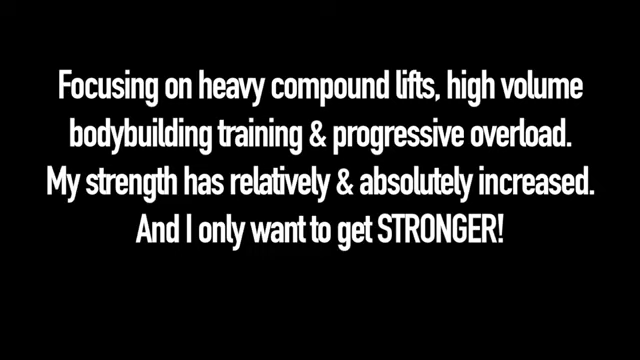 Focusing on heavy compound lifts, high volume
bodybuilding training & progressive overload.
My strength has relatively & absolutely increased.
And I only want to get STRONGER!